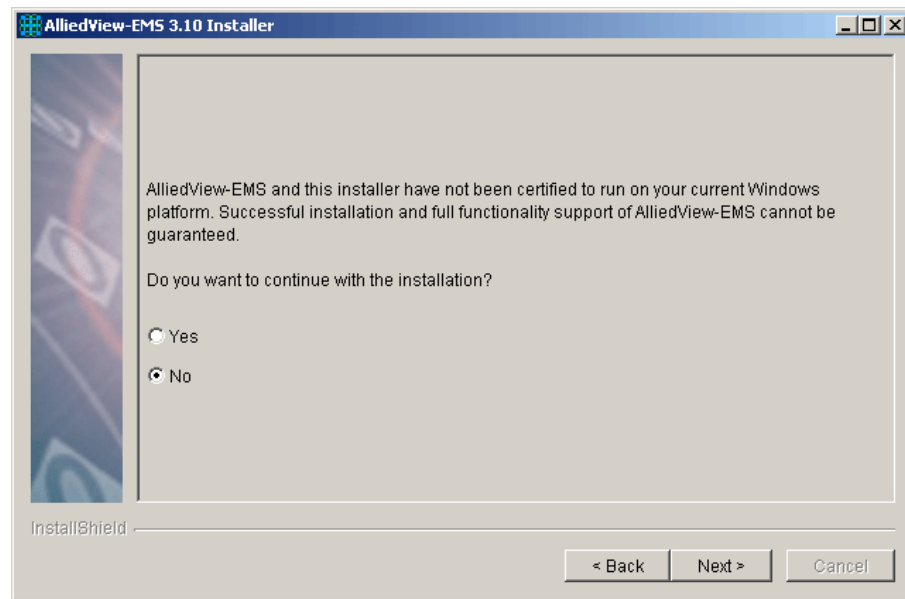 AlliedView-EMS 3.10 Installer
AlliedView-EMS and this installer have not been certified to run on your current Windows
platform. Successful installation and full functionality support of AlliedView-EMS cannot be
guaranteed.
Do you want to continue with the installation?
Yes
No
InstallShield
< Back
Next >
Cancel